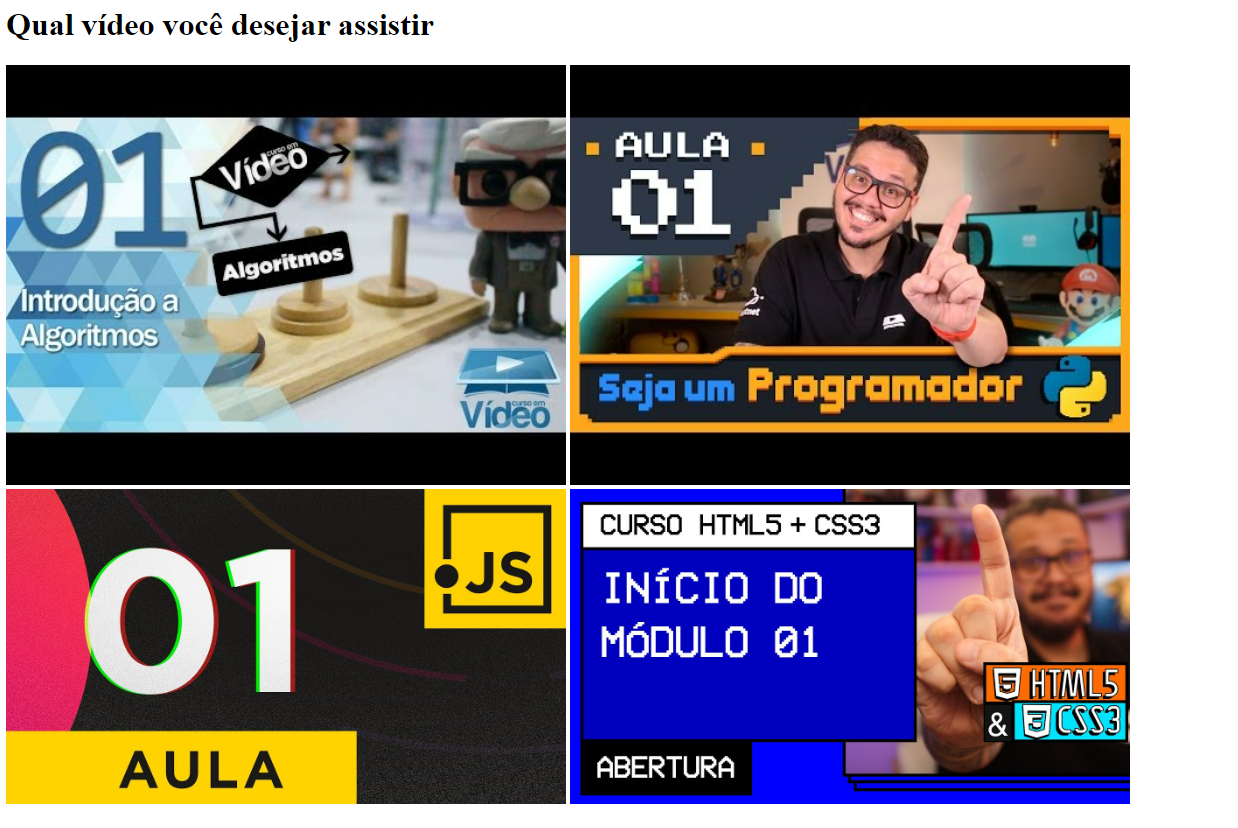 Qual vídeo você desejar assistir
01
curso em
Vídeo
Algoritmos
Introdução a
Algoritmos
curso em
Vídeo
AULA
01
Seja um Programador
01
JS
AULA
CURSO HTML5 + CSS3
INÍCIO DO
MÓDULO 01
HTML5
& CSS3
ABERTURA